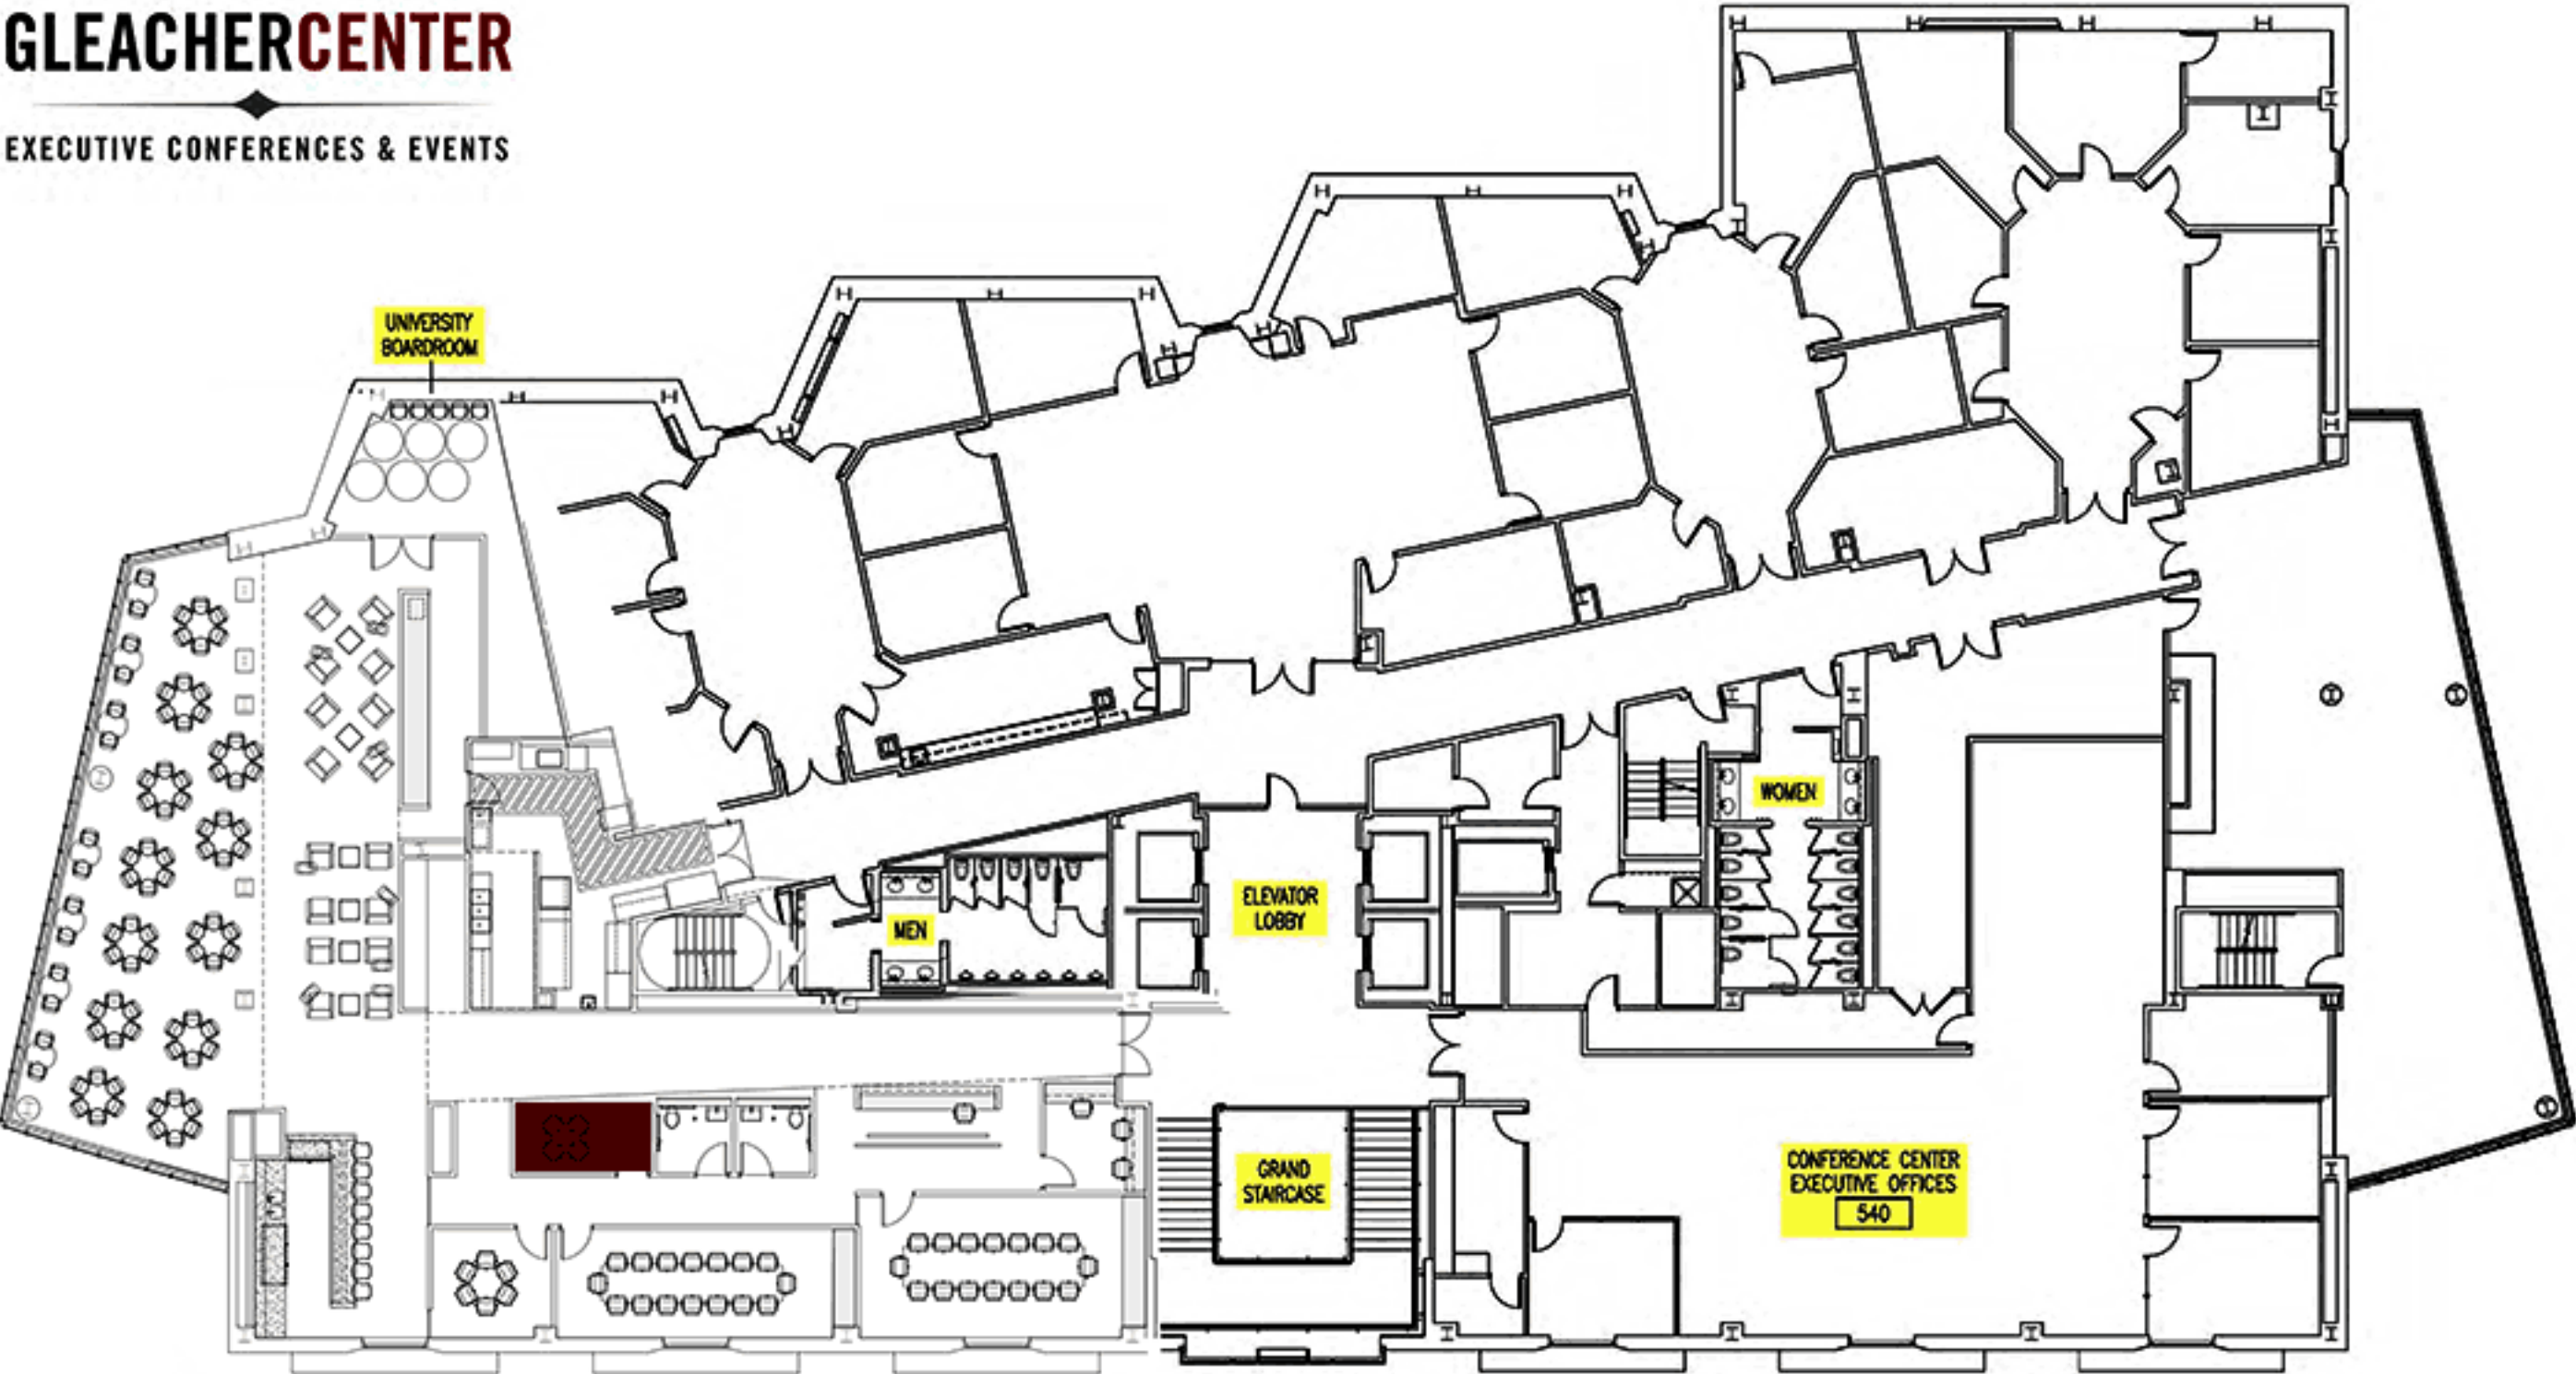 GLEACHERCENTER
EXECUTIVE CONFERENCES & EVENTS
UNIVERSITY
BOARDROOM
WOMEN
MEN
ELEVATOR
LOBBY
GRAND
STAIRCASE
CONFERENCE CENTER
EXECUTIVE OFFICES
540